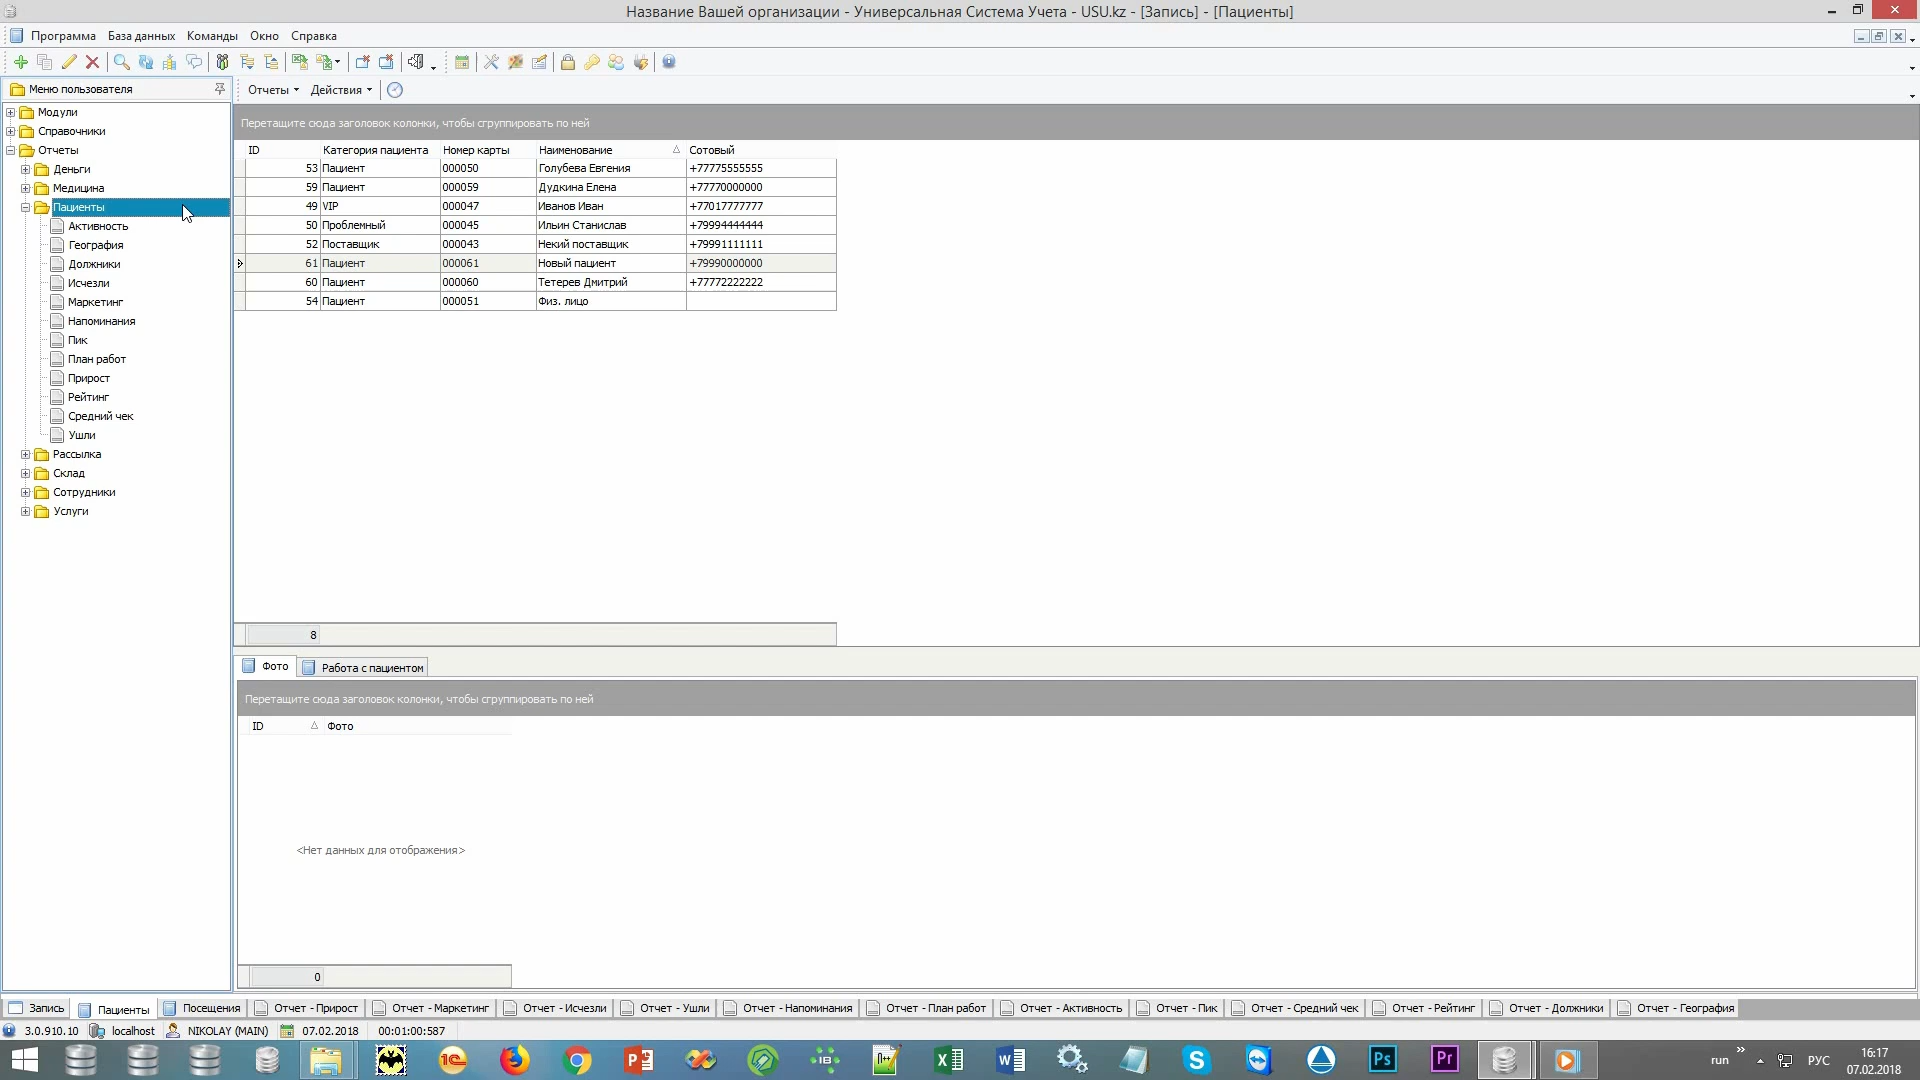 Название Вашей организации - Универсальная Система Учета - USU.kz - [Запись] - [Пациенты]
Программа База данных Команды Окно Справка
Меню пользователя
Отчеты Действия
Модули
Справочники
Отчеты
Деньги
Медицина
Пациенты
Активность
География
Должники
Исчезли
Маркетинг
Напоминания
Пик
План работ
Прирост
Рейтинг
Средний чек
Ушли
Рассылка
Склад
Сотрудники
Услуги
Перетащите сюда заголовок колонки, чтобы сгруппировать по ней
ID Категория пациента Номер карты Наименование Сотовый
53 Пациент 000050 Голубева Евгения +77775555555
59 Пациент 000059 Дудкина Елена +77770000000
49 VIP 000047 Иванов Иван +77017777777
50 Проблемный 000045 Ильин Станислав +79994444444
52 Поставщик 000043 Некий поставщик +79991111111
61 Пациент 000061 Новый пациент +79990000000
60 Пациент 000060 Тетерев Дмитрий +77772222222
54 Пациент 000051 Физ. лицо
8
Фото Работа с пациентом
Перетащите сюда заголовок колонки, чтобы сгруппировать по ней
ID Фото
<Нет данных для отображения>
0
Запись Пациенты Посещения Отчет - Прирост Отчет - Маркетинг Отчет - Исчезли Отчет - Ушли Отчет - Напоминания Отчет - План работ Отчет - Активность Отчет - Пик Отчет - Средний чек Отчет - Рейтинг Отчет - Должники Отчет - География
3.0.910.10 localhost NIKOLAY (MAIN) 07.02.2018 00:01:00:587
run РУС 16:17
07.02.2018